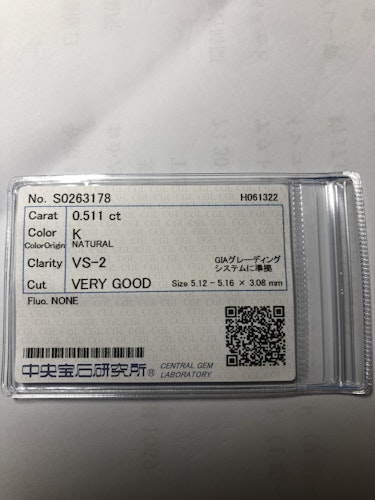 No. S0263178 H061322
Carat 0.511 ct
Color K
ColorOrigin NATURAL
Clarity VS-2 GIAグレーディング
システムに準拠
Cut VERY GOOD Size 5.12 - 5.16 × 3.08 mm
Fluo. NONE
中央宝石研究所® CENTRAL GEM
LABORATORY